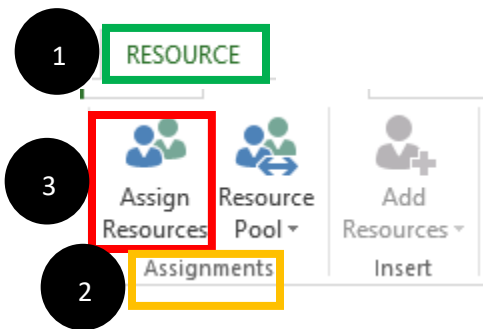 1 RESOURCE
3
Assign Resources
Resource Pool
Add Resources
2
Assignments
Insert